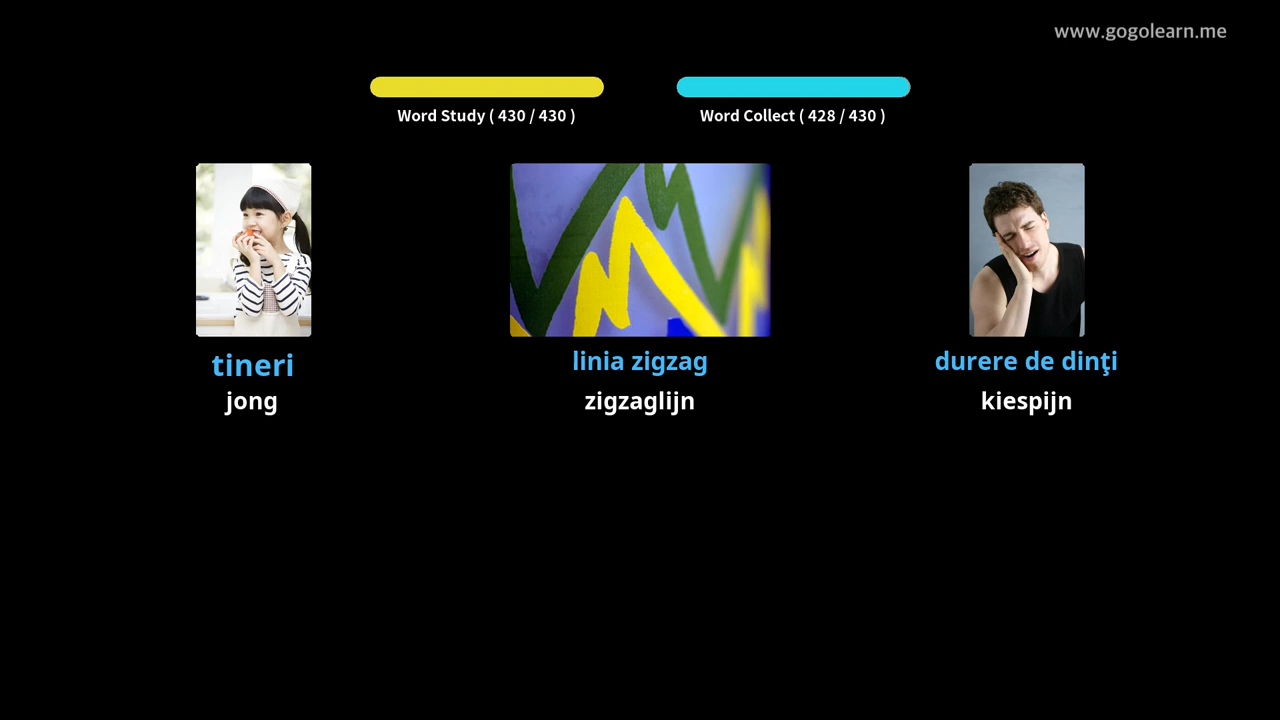 www.gogolearn.me
Word Study ( 430 / 430 )
Word Collect ( 428 / 430 )
tineri
jong
linia zigzag
zigzaglijn
durere de dinţi
kiespijn